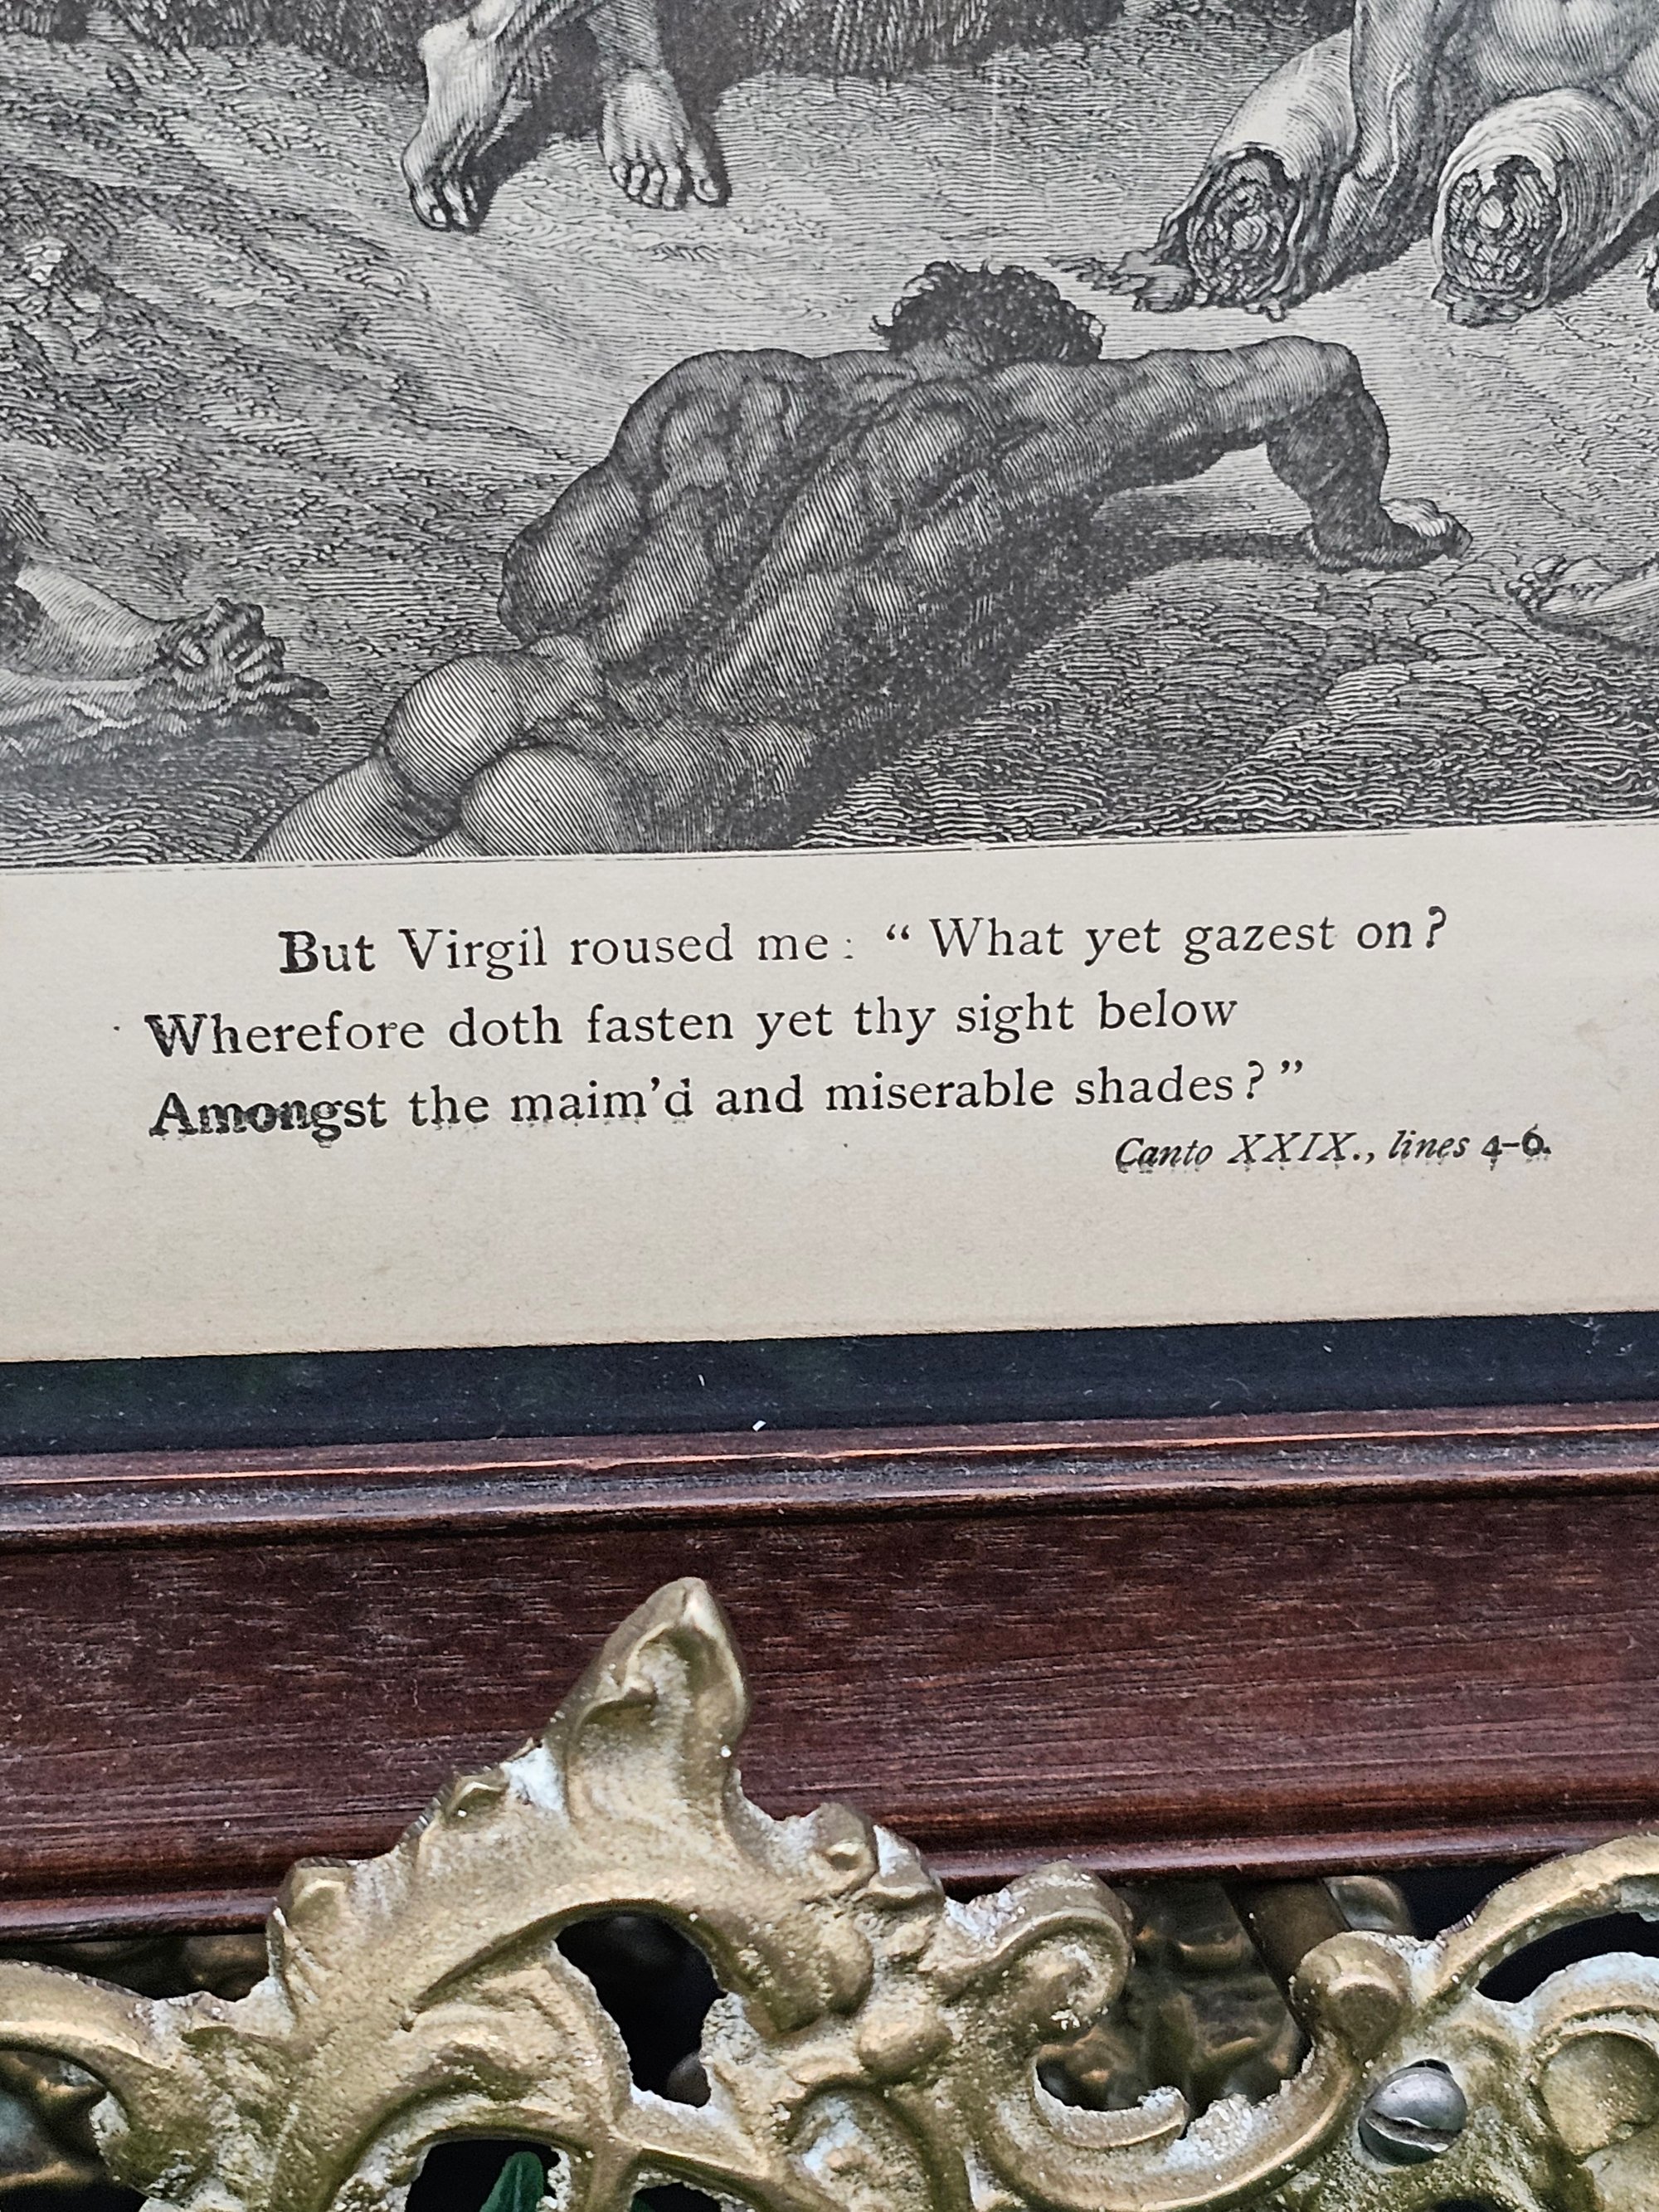 But Virgil roused me: “What yet gazest on?
Wherefore doth fasten yet thy sight below
Amongst the maim’d and miserable shades?”
Canto XXIX., lines 4–6.